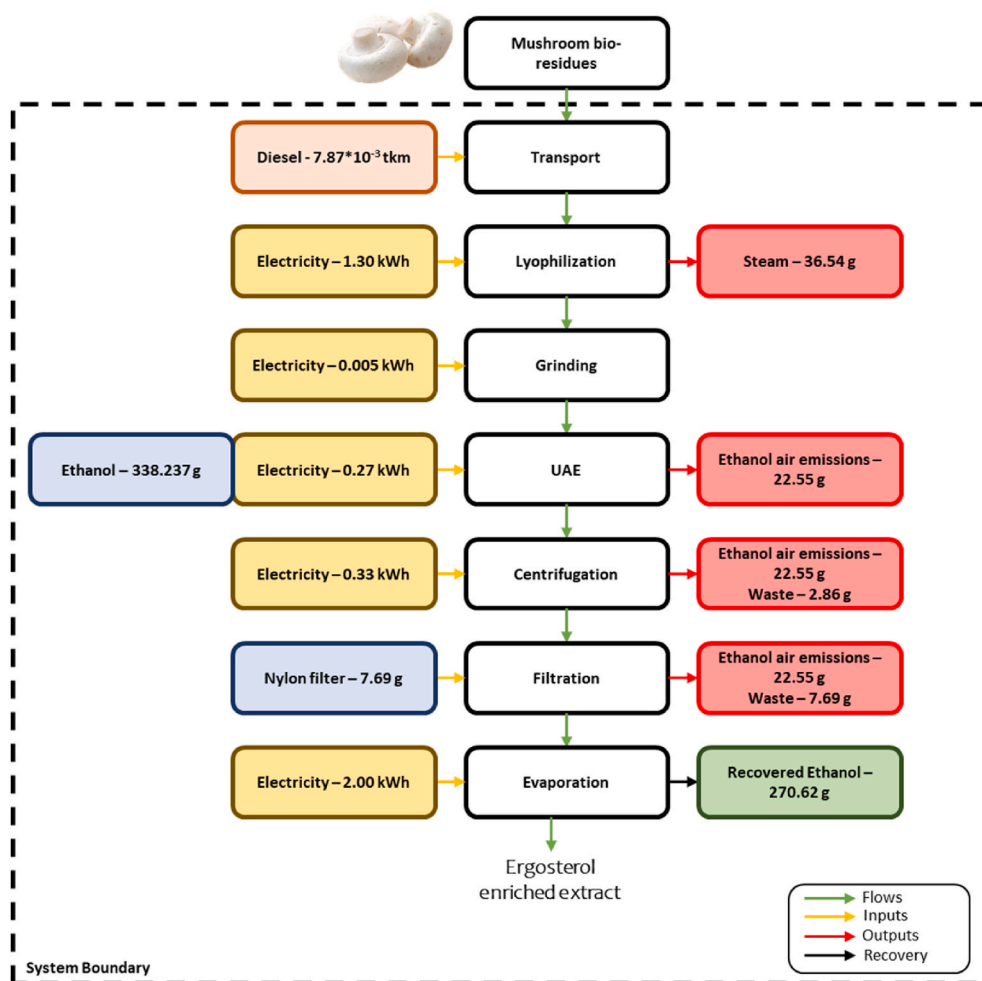 Mushroom bio-
residues
Diesel - 7.87*10⁻³ tkm
Transport
Electricity – 1.30 kWh
Lyophilization
Steam – 36.54 g
Electricity – 0.005 kWh
Grinding
Ethanol – 338.237 g
Electricity – 0.27 kWh
UAE
Ethanol air emissions –
22.55 g
Electricity – 0.33 kWh
Centrifugation
Ethanol air emissions –
22.55 g
Waste – 2.86 g
Nylon filter – 7.69 g
Filtration
Ethanol air emissions –
22.55 g
Waste – 7.69 g
Electricity – 2.00 kWh
Evaporation
Recovered Ethanol –
270.62 g
Ergosterol
enriched extract
Flows
Inputs
Outputs
Recovery
System Boundary